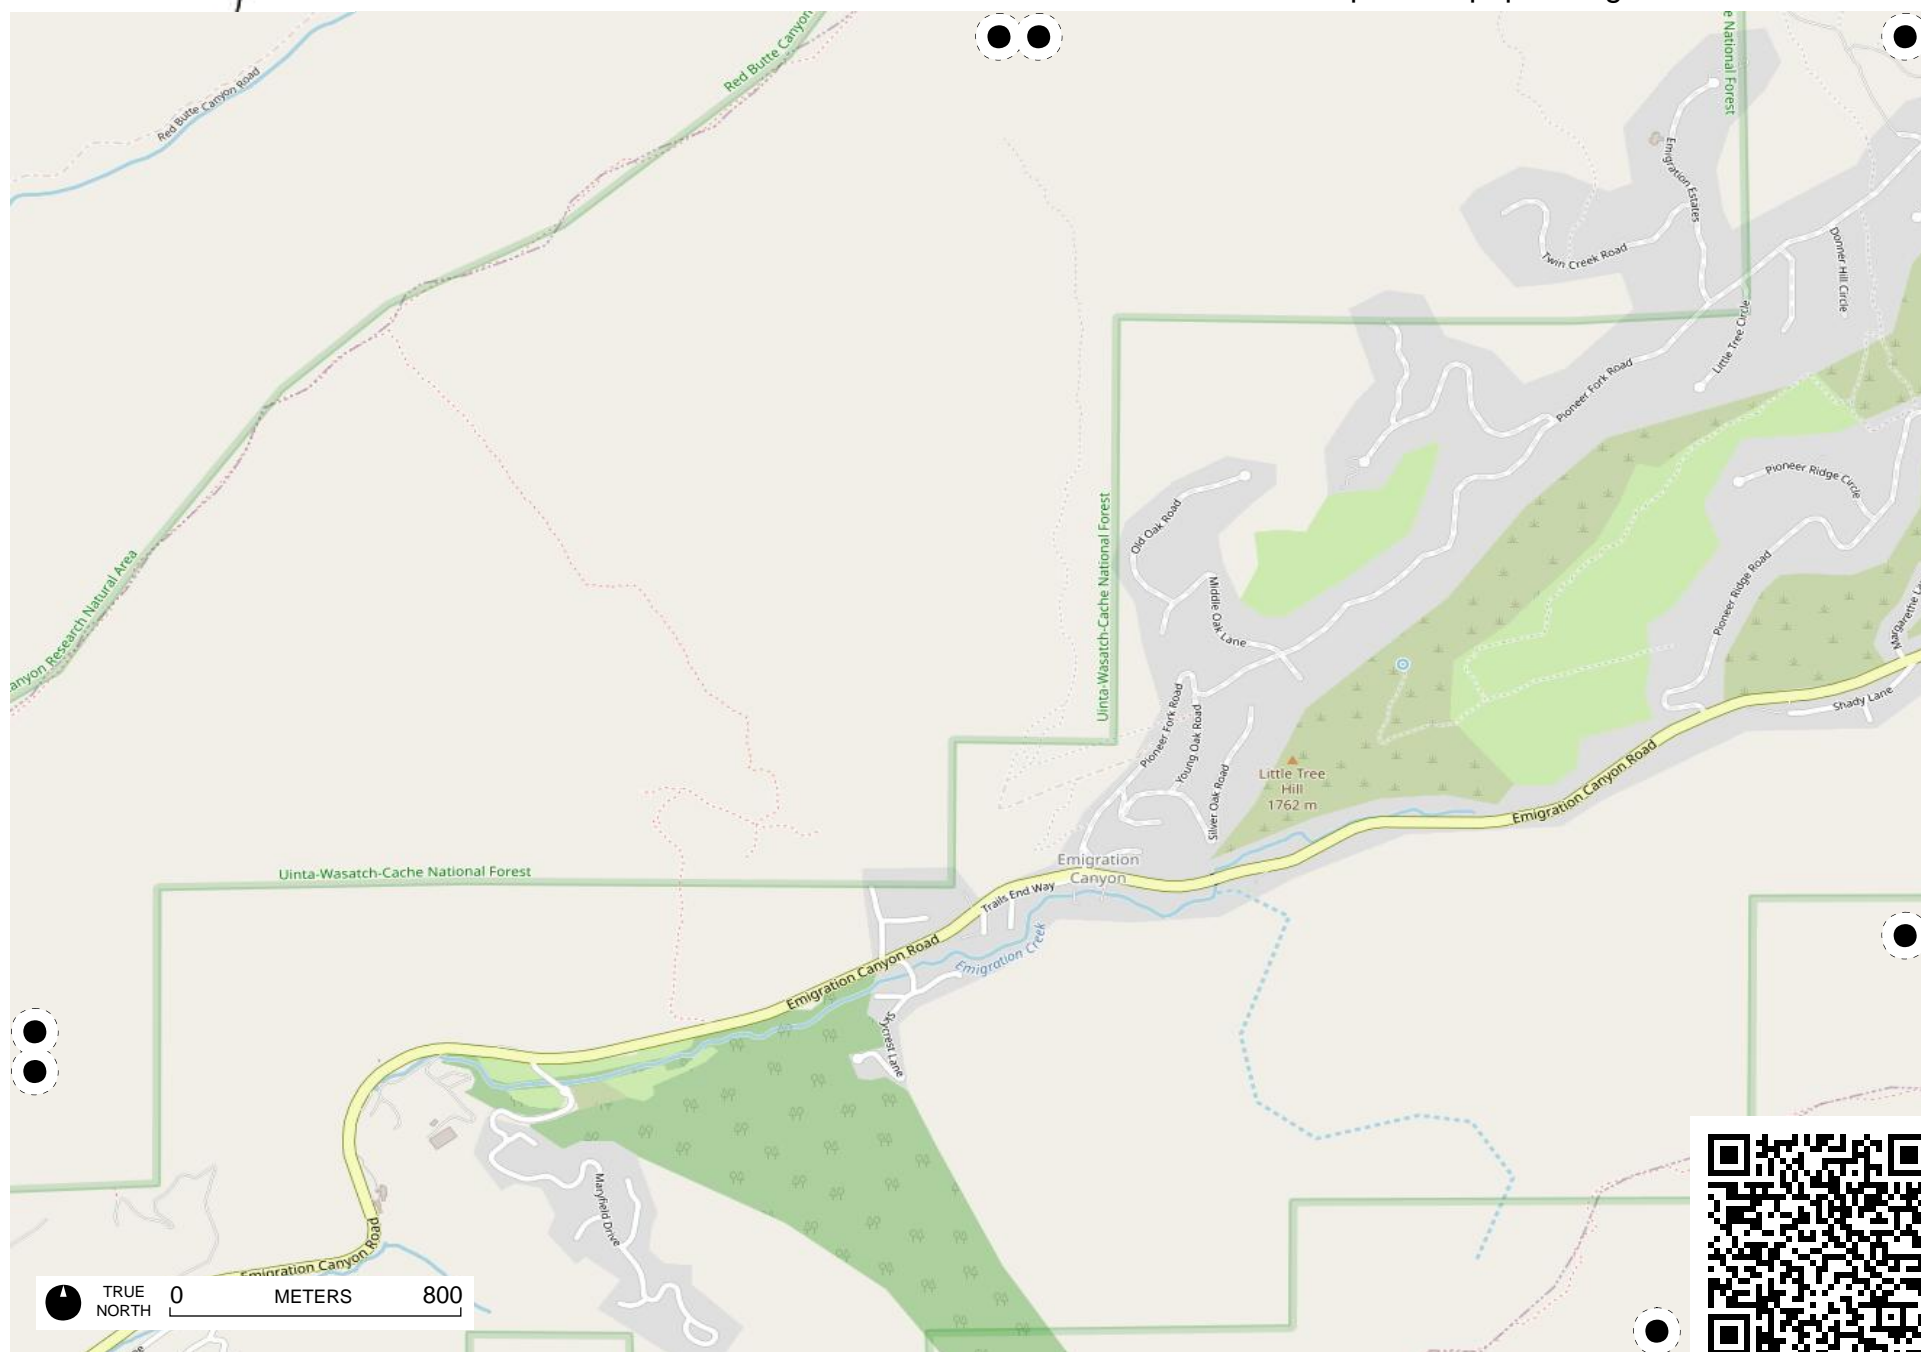 Red Butte Canyon
e National Forest
Red Butte Canyon Road
Emigration Estates
Twin Creek Road
Donner Hill Circle
Little Tree Circle
Pioneer Fork Road
Pioneer Ridge Circle
Old Oak Road
Uinta-Wasatch-Cache National Forest
anyon Research Natural Area
Middle Oak Lane
Pioneer Ridge Road
Margarethe La
Pioneer Fork Road
Young Oak Road
Silver Oak Road
Shady Lane
Little Tree
Hill
1762 m
Emigration Canyon Road
Emigration
Canyon
Uinta-Wasatch-Cache National Forest
Trails End Way
Emigration Canyon Road
Emigration Creek
Skycrest Lane
Maryfield Drive
Emigration Canyon Road
TRUE
NORTH
0 METERS 800